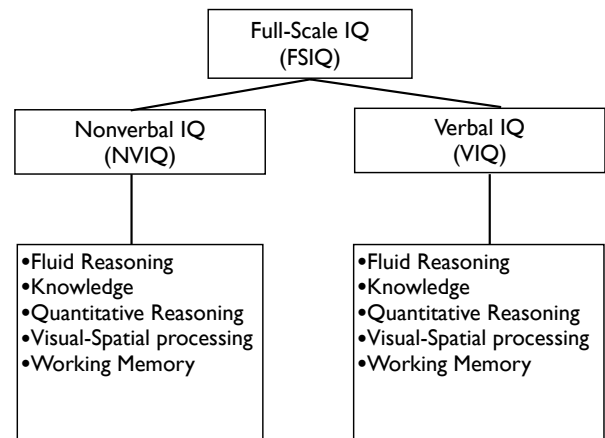 Full-Scale IQ
(FSIQ)
Nonverbal IQ
(NVIQ)
Verbal IQ
(VIQ)
•Fluid Reasoning
•Knowledge
•Quantitative Reasoning
•Visual-Spatial processing
•Working Memory
•Fluid Reasoning
•Knowledge
•Quantitative Reasoning
•Visual-Spatial processing
•Working Memory